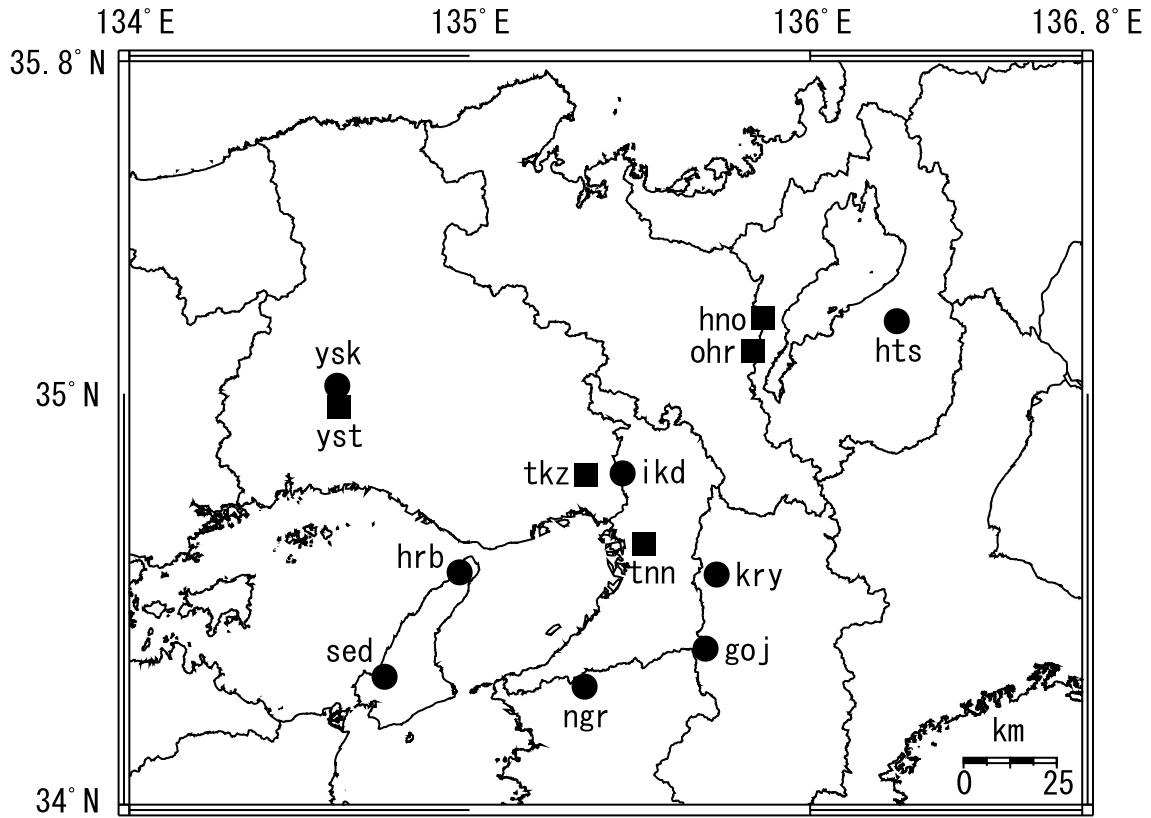 134°E 135°E 136°E 136.8°E
35.8°N
hno
ohr
hts
ysk
35°N
yst
tkz ikd
hrb
tnn kry
sed goj
ngr
km
0 25
34°N